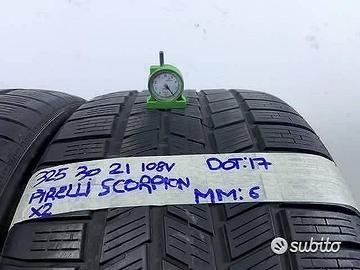 325 30 21 108V DOT:17
PIRELLI SCORPION MM:6
X2
subito